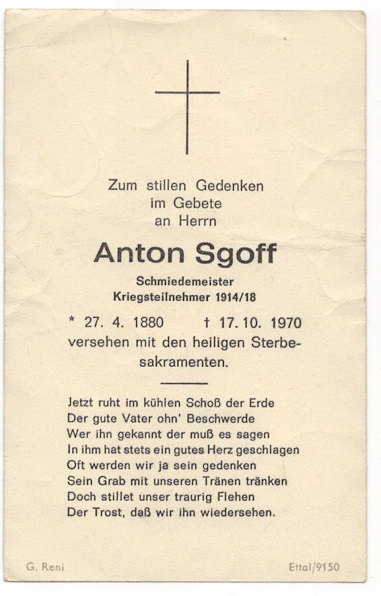 Zum stillen Gedenken
im Gebete
an Herrn
Anton Sgoff
Schmiedemeister
Kriegsteilnehmer 1914/18
* 27. 4. 1880 † 17. 10. 1970
versehen mit den heiligen Sterbe-
sakramenten.
Jetzt ruht im kühlen Schoß der Erde
Der gute Vater ohn' Beschwerde
Wer ihn gekannt der muß es sagen
In ihm hat stets ein gutes Herz geschlagen
Oft werden wir ja sein gedenken
Sein Grab mit unseren Tränen tränken
Doch stillet unser traurig Flehen
Der Trost, daß wir ihn wiedersehen.
G. Reni Ettal/9150